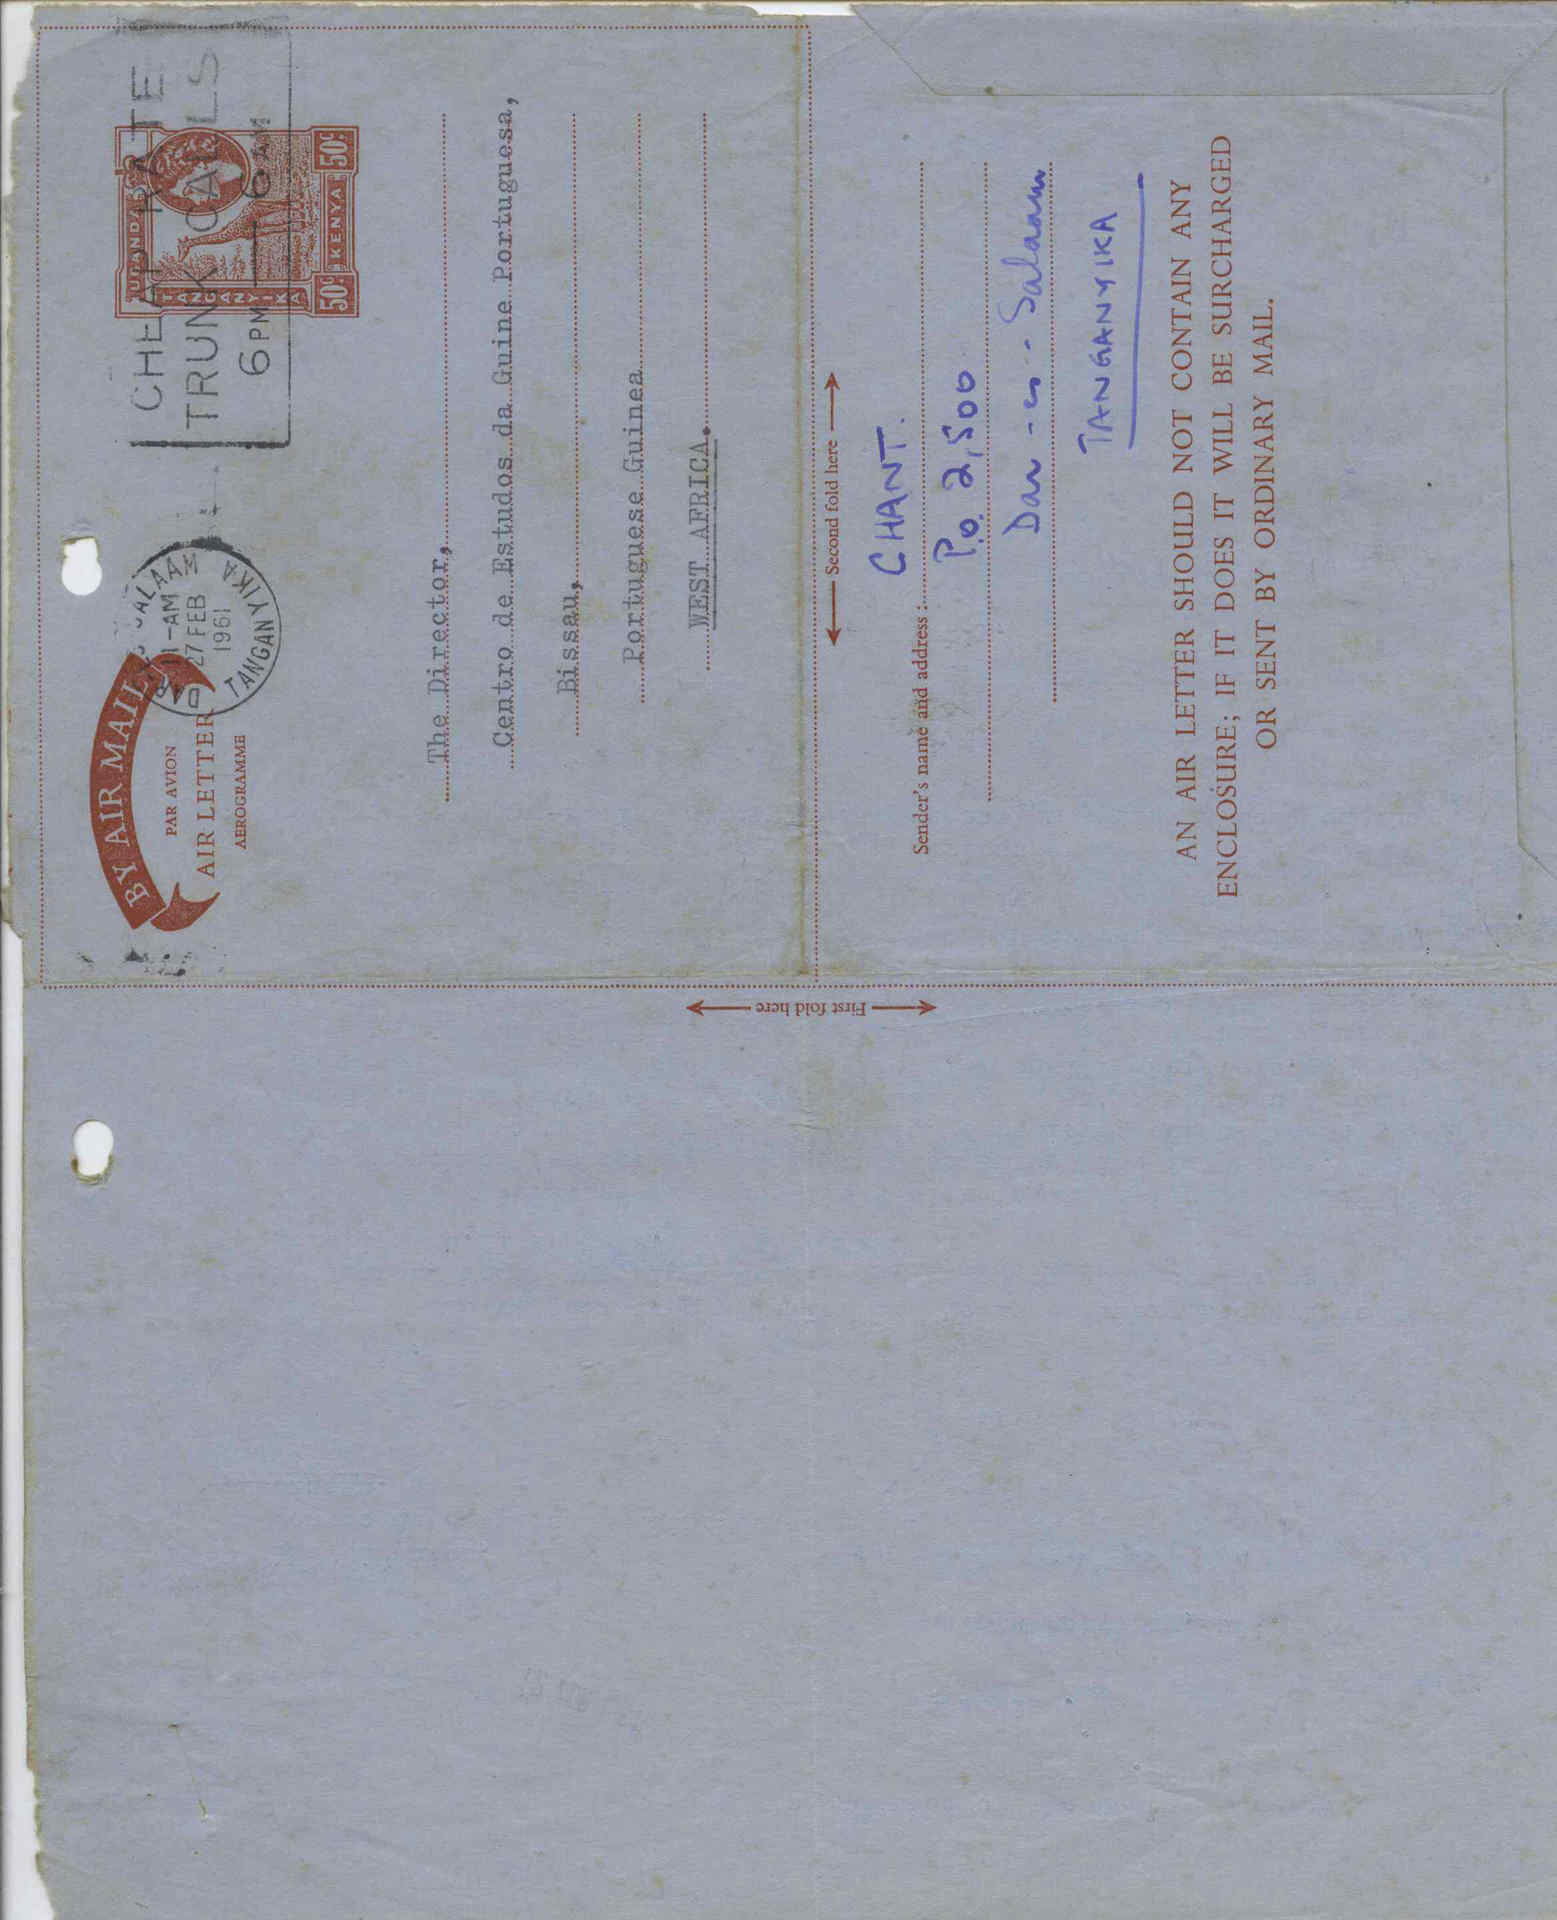 BY AIR MAIL
PAR AVION
AIR LETTER
AEROGRAMME
SALAAM
11-AM
27 FEB
1961
TANGANYIKA
CHEAP RATE
TRUNK CALLS
6PM — 6AM
UGANDA
TANGANYIKA
KENYA
50c 50c
The Director,
Centro de Estudos da Guine Portuguesa,
Bissau,
Portuguese Guinea
WEST AFRICA.
Second fold here
CHANT.
Sender's name and address :
P.O. 2,500
Dar-es-Salaam
TANGANYIKA
AN AIR LETTER SHOULD NOT CONTAIN ANY
ENCLOSURE; IF IT DOES IT WILL BE SURCHARGED
OR SENT BY ORDINARY MAIL.
First fold here